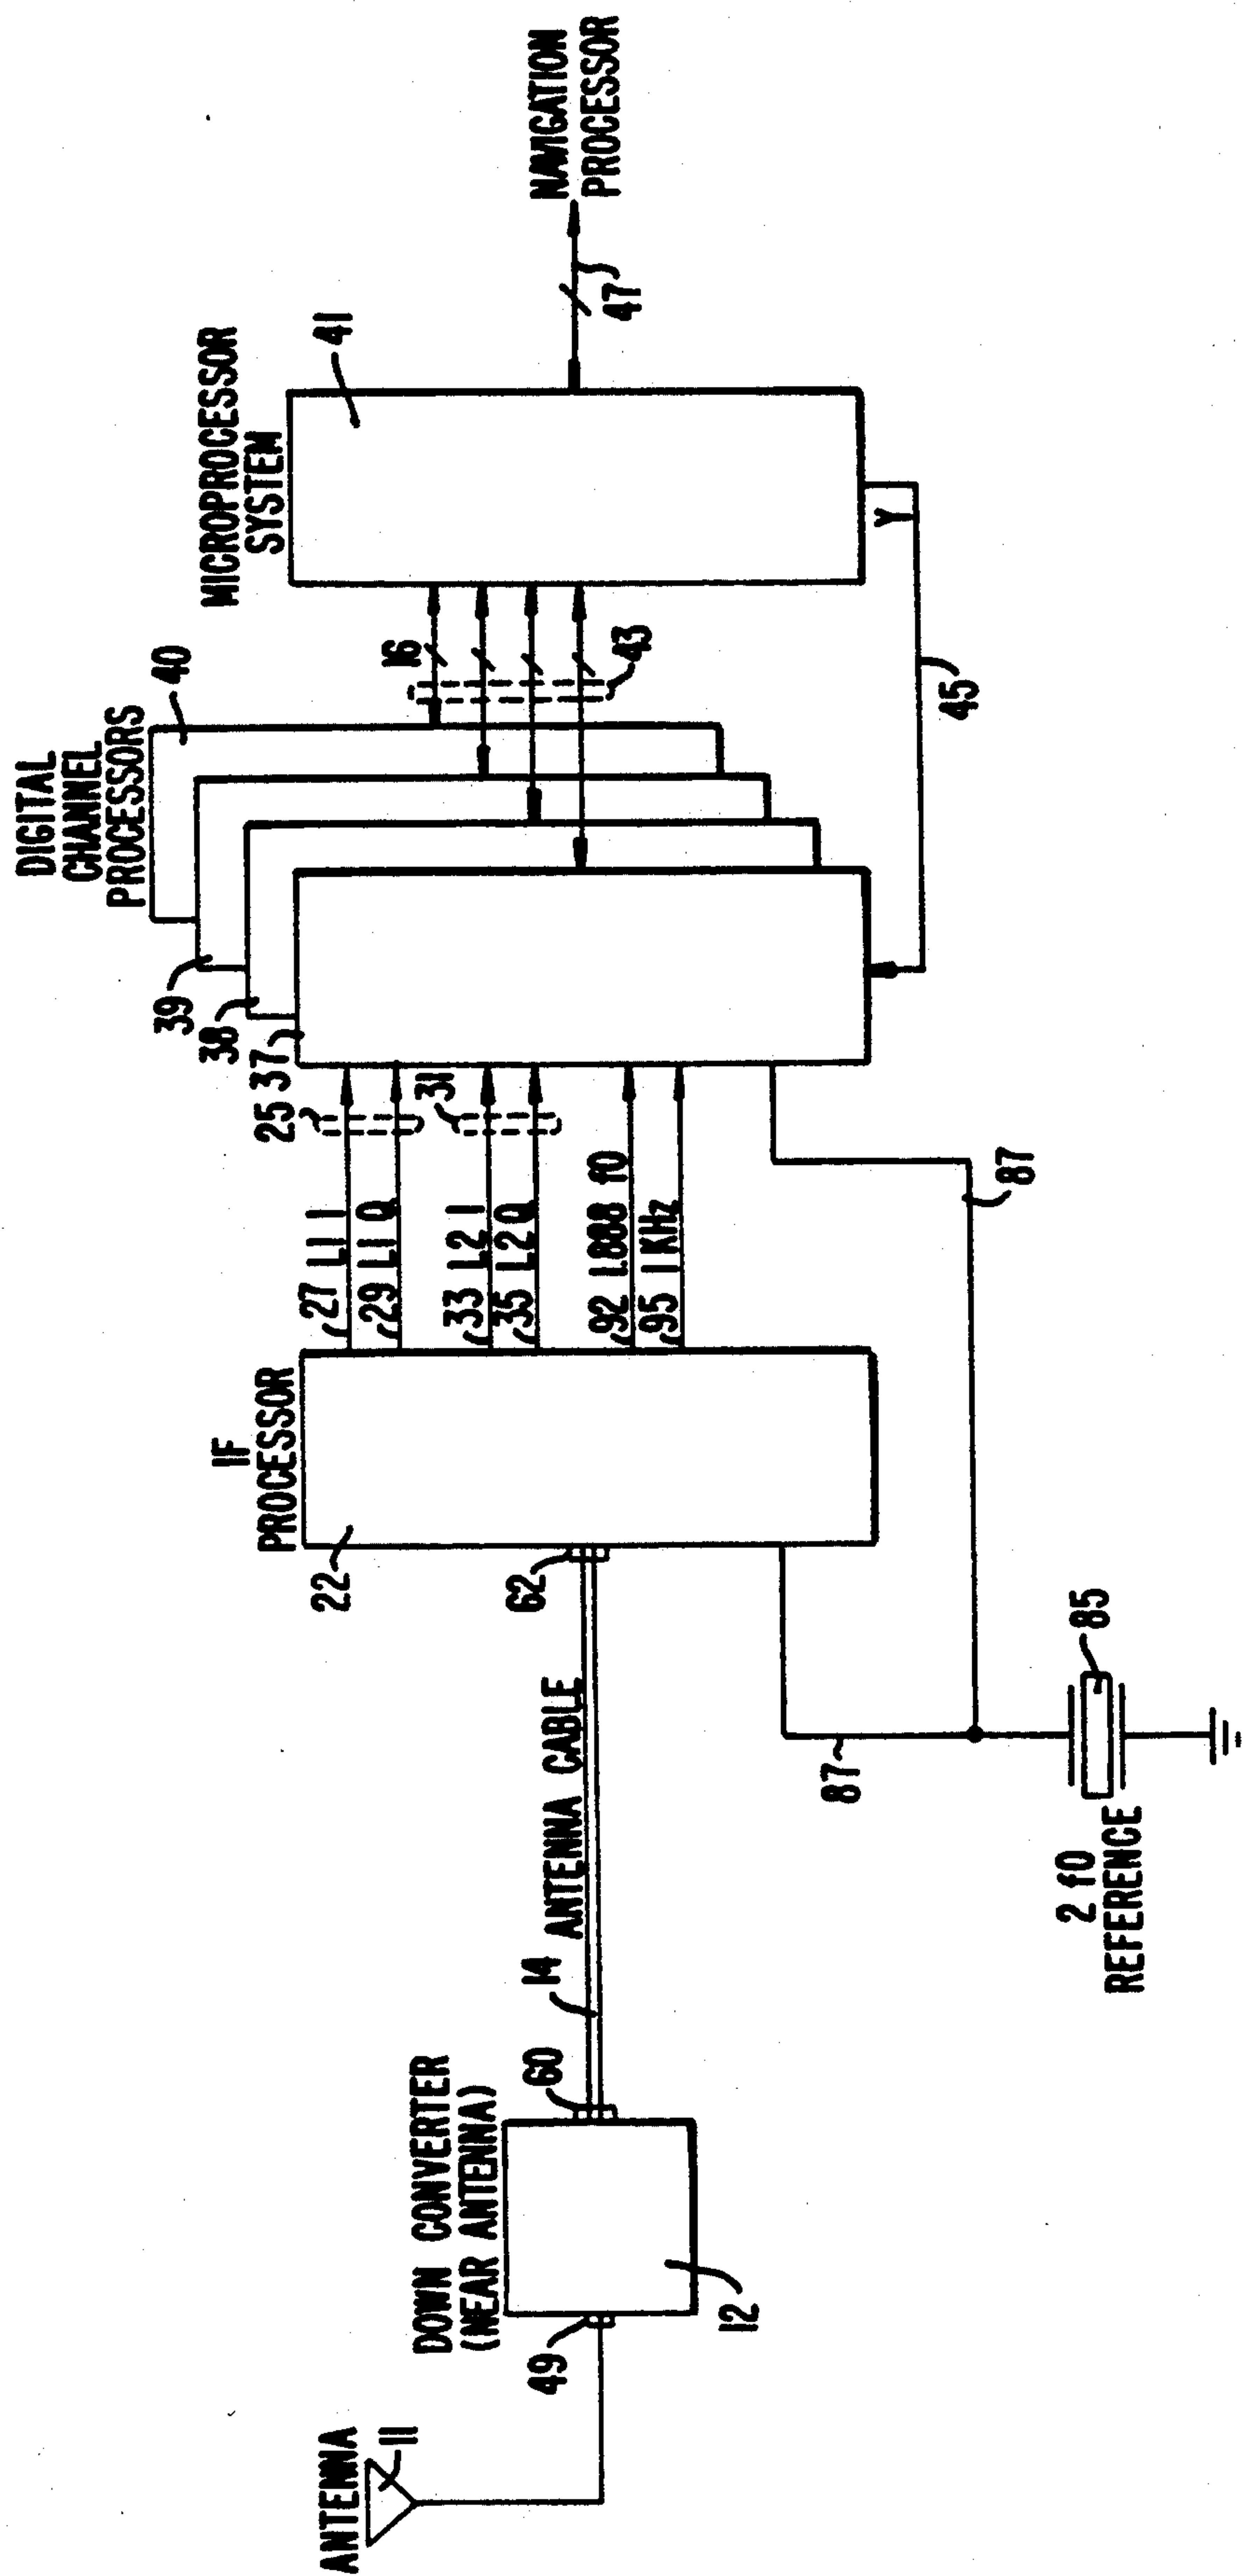 ANTENNA
11
49
DOWN CONVERTER
(NEAR ANTENNA)
12
60
14
ANTENNA CABLE
62
IF
PROCESSOR
22
27 L1 I
29 L1 Q
33 L2 I
35 L2 Q
92 1.888 f0
95 1 KHz
25
31
37
38
39
40
DIGITAL
CHANNEL
PROCESSORS
16
43
MICROPROCESSOR
SYSTEM
41
Y
45
47
NAVIGATION
PROCESSOR
87
87
85
2 f0
REFERENCE